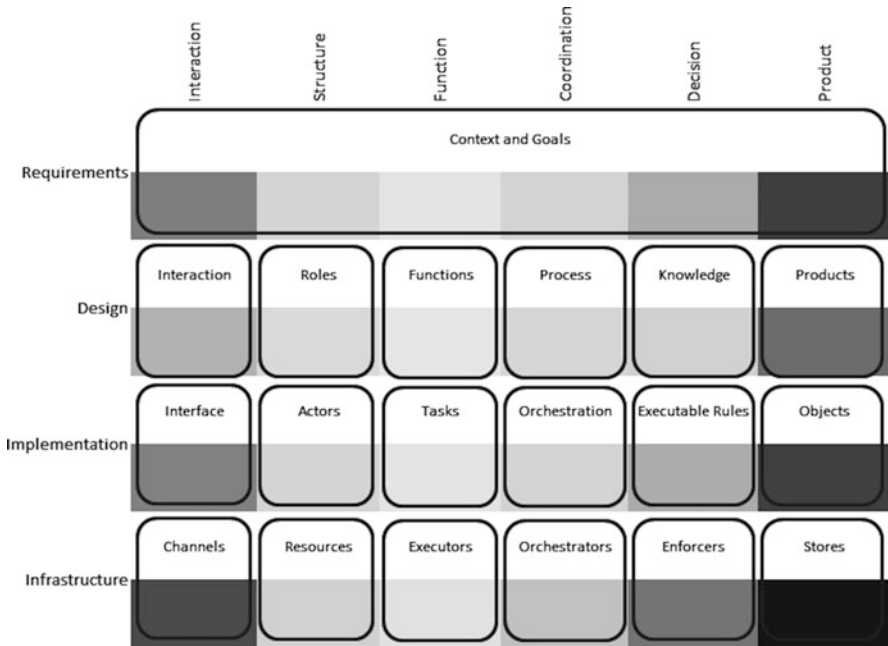 Interaction
Structure
Function
Coordination
Decision
Product
Context and Goals
Requirements
Interaction
Roles
Functions
Process
Knowledge
Products
Design
Interface
Actors
Tasks
Orchestration
Executable Rules
Objects
Implementation
Channels
Resources
Executors
Orchestrators
Enforcers
Stores
Infrastructure